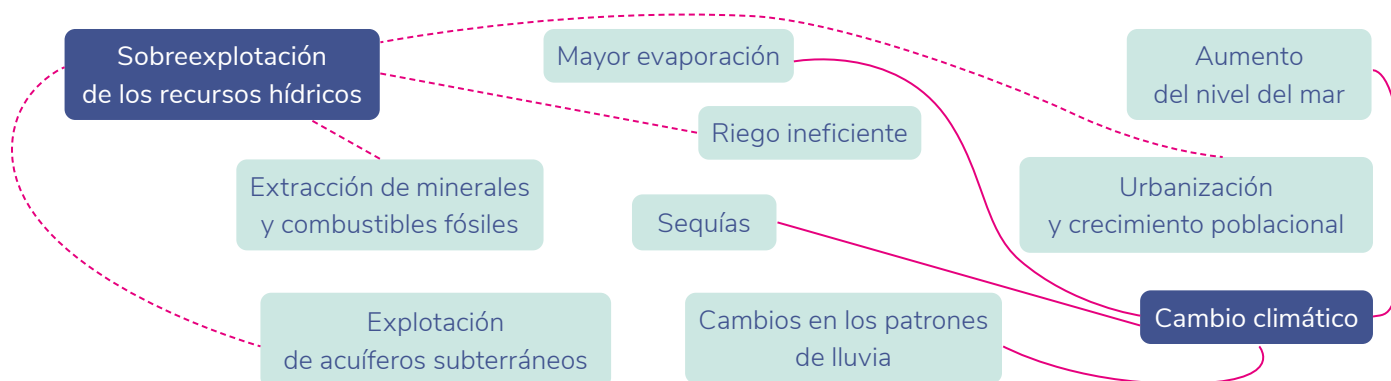 Sobreexplotación
de los recursos hídricos
Mayor evaporación
Aumento
del nivel del mar
Riego ineficiente
Extracción de minerales
y combustibles fósiles
Urbanización
y crecimiento poblacional
Sequías
Explotación
de acuíferos subterráneos
Cambios en los patrones
de lluvia
Cambio climático